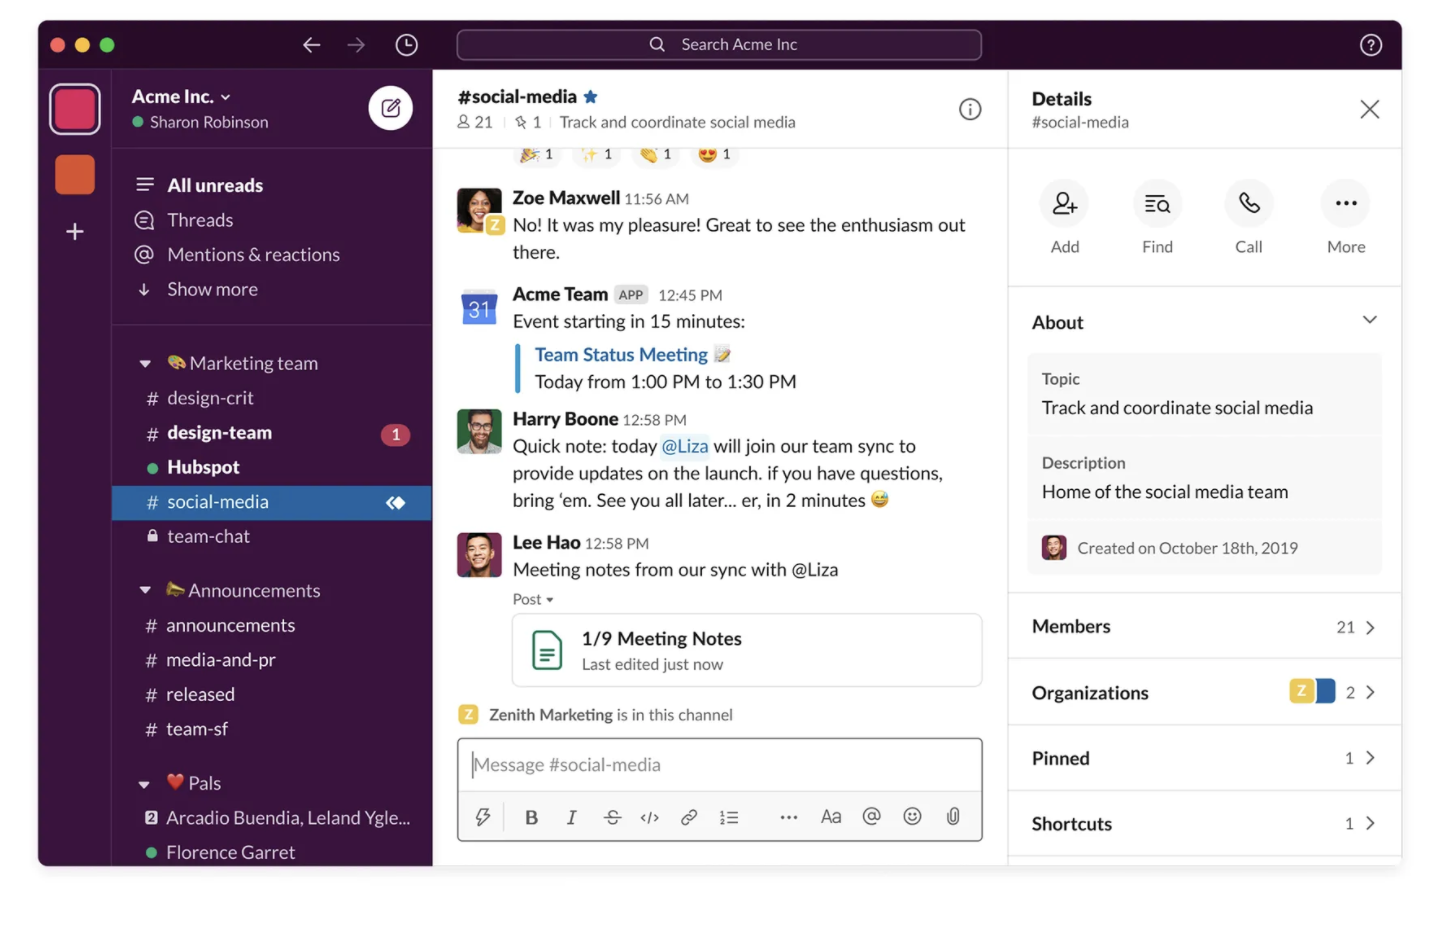 Search Acme Inc
Acme Inc.
Sharon Robinson
All unreads
Threads
Mentions & reactions
Show more
Marketing team
# design-crit
# design-team 1
Hubspot
# social-media
team-chat
Announcements
# announcements
# media-and-pr
# released
# team-sf
Pals
2 Arcadio Buendia, Leland Ygle...
Florence Garret
#social-media
21 | 1 | Track and coordinate social media
1 1 1 1
Zoe Maxwell 11:56 AM
Z No! It was my pleasure! Great to see the enthusiasm out
there.
31
Acme Team APP 12:45 PM
Event starting in 15 minutes:
Team Status Meeting
Today from 1:00 PM to 1:30 PM
Harry Boone 12:58 PM
Quick note: today @Liza will join our team sync to
provide updates on the launch. if you have questions,
bring ‘em. See you all later... er, in 2 minutes
Lee Hao 12:58 PM
Meeting notes from our sync with @Liza
Post
1/9 Meeting Notes
Last edited just now
Z Zenith Marketing is in this channel
Message #social-media
B I S </> Aa @
Details
#social-media
Add Find Call More
About
Topic
Track and coordinate social media
Description
Home of the social media team
Created on October 18th, 2019
Members 21
Organizations Z 2
Pinned 1
Shortcuts 1